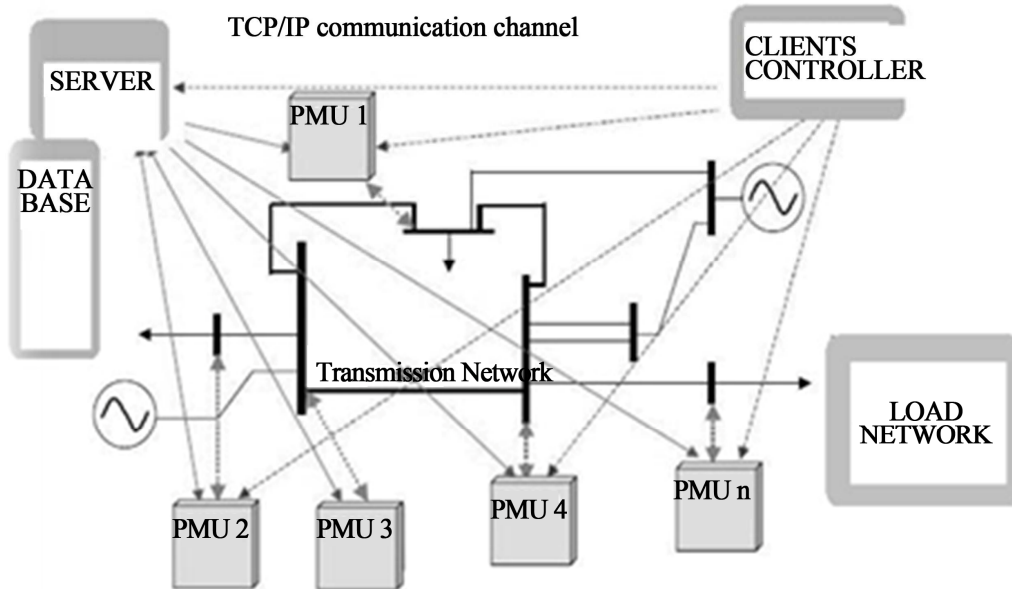 TCP/IP communication channel
SERVER
CLIENTS
CONTROLLER
PMU 1
DATA
BASE
Transmission Network
LOAD
NETWORK
PMU n
PMU 4
PMU 2
PMU 3